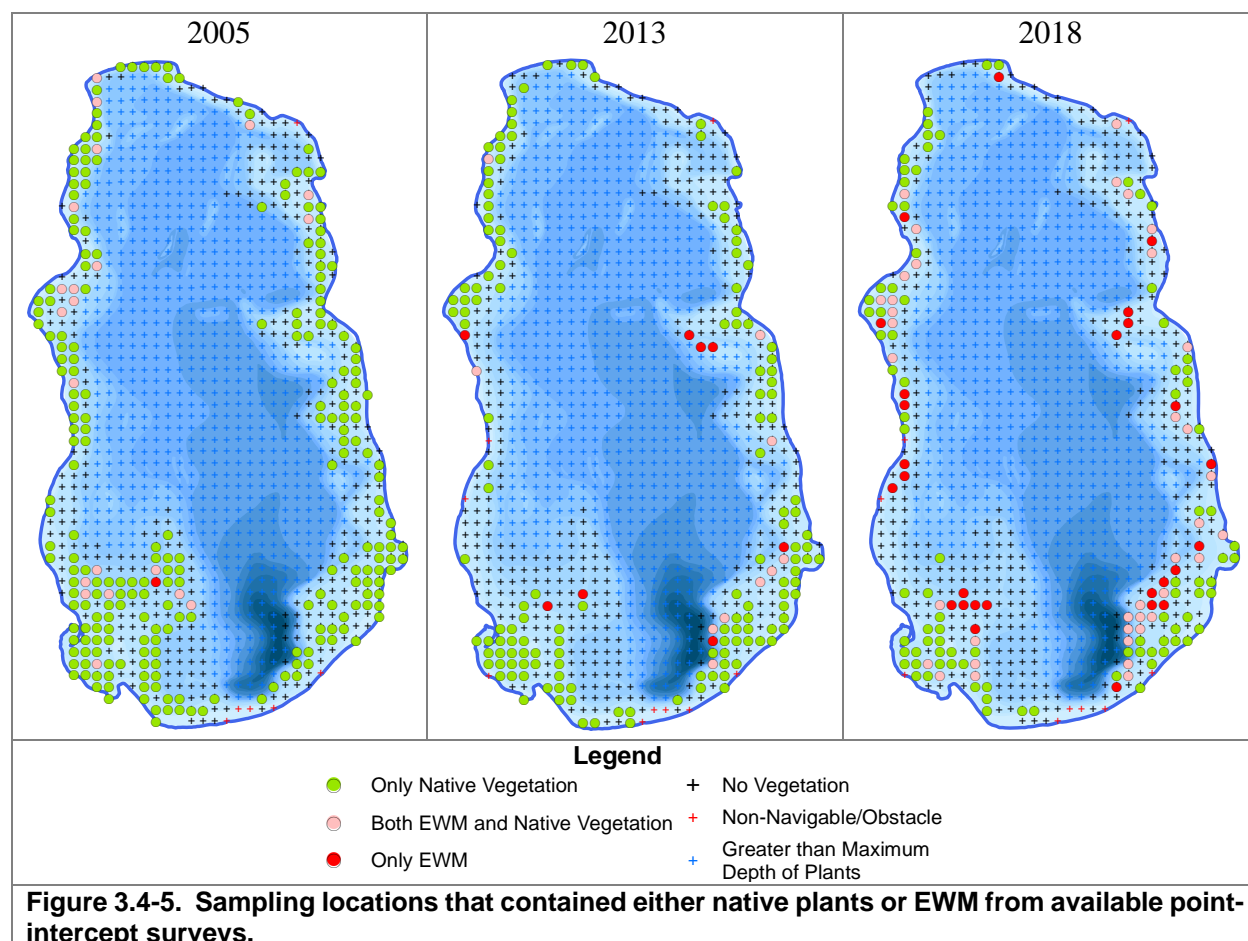 2005
2013
2018
Legend
Only Native Vegetation
Both EWM and Native Vegetation
Only EWM
No Vegetation
Non-Navigable/Obstacle
Greater than Maximum
Depth of Plants
Figure 3.4-5. Sampling locations that contained either native plants or EWM from available point-
intercept surveys.